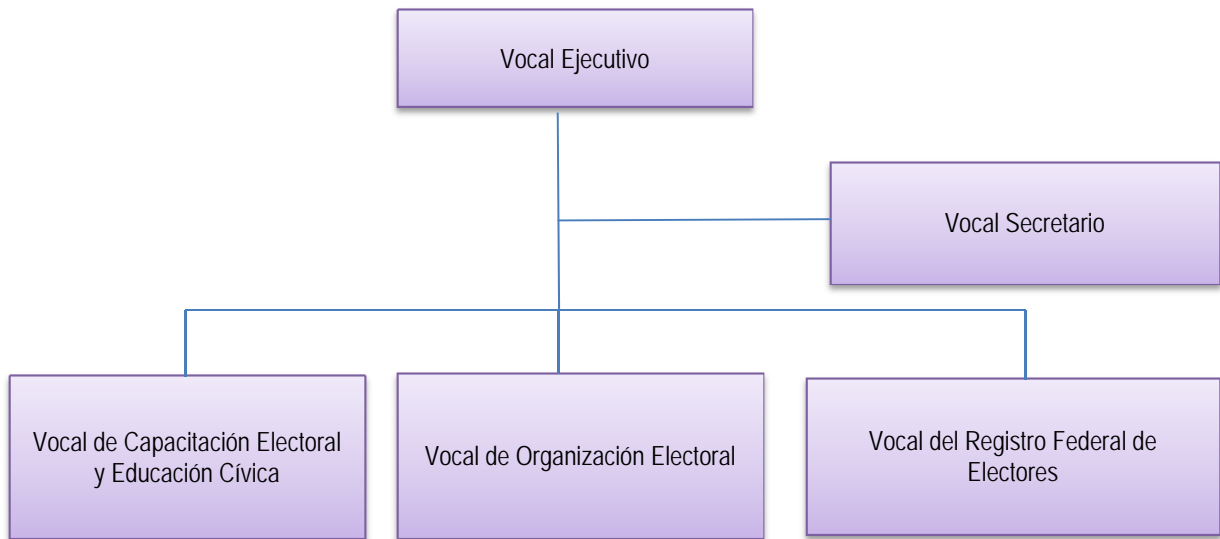 Vocal Ejecutivo
Vocal Secretario
Vocal de Capacitación Electoral
y Educación Cívica
Vocal de Organización Electoral
Vocal del Registro Federal de
Electores